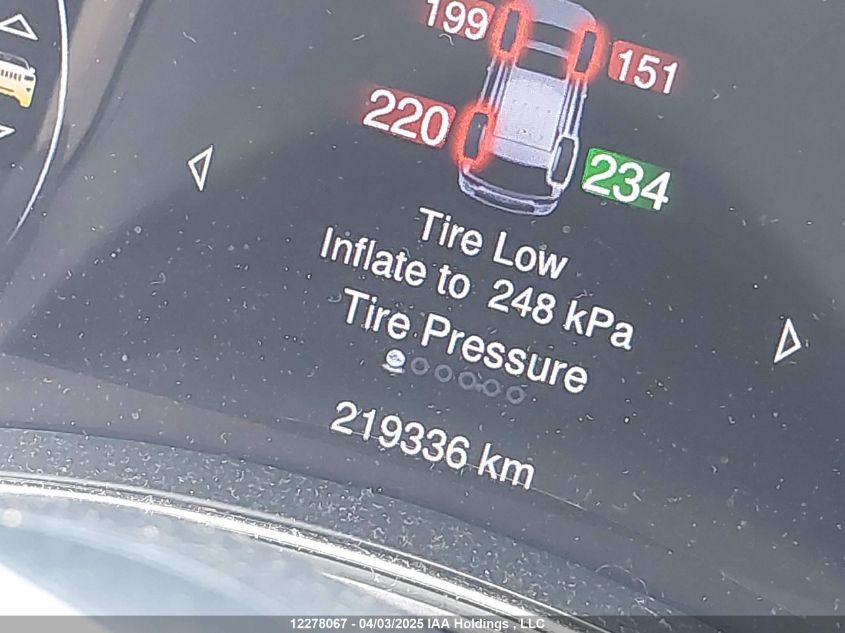 199
151
220
234
Tire Low
Inflate to 248 kPa
Tire Pressure
219336 km
12278067 - 04/03/2025 IAA Holdings , LLC